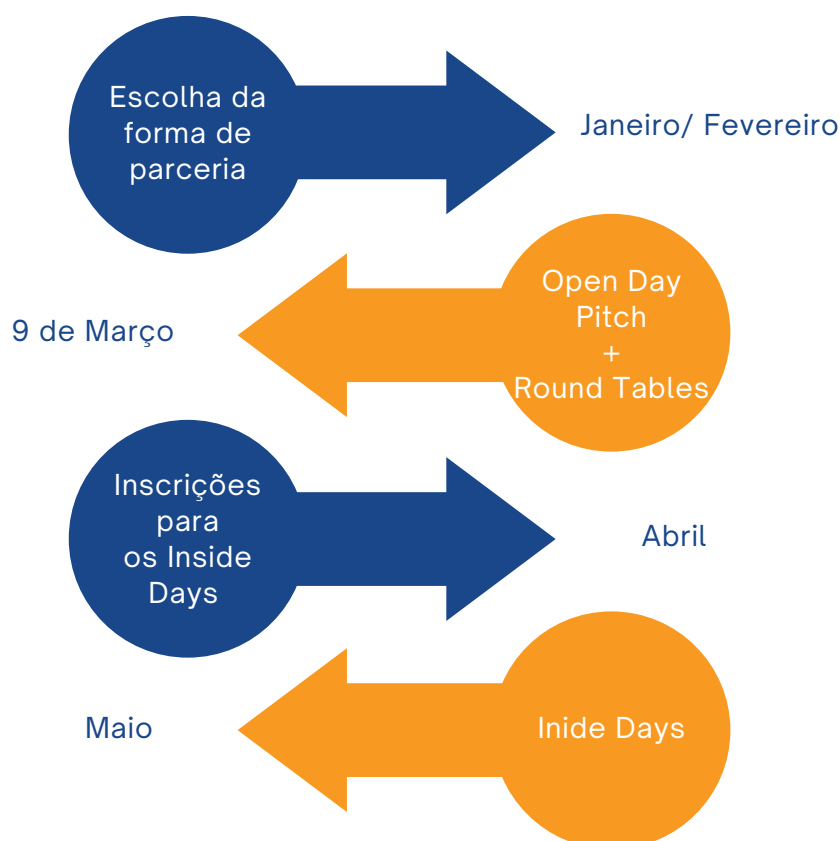 Escolha da
forma de
parceria
Janeiro/ Fevereiro
Open Day
Pitch
+
Round Tables
9 de Março
Inscrições
para
os Inside
Days
Abril
Inide Days
Maio